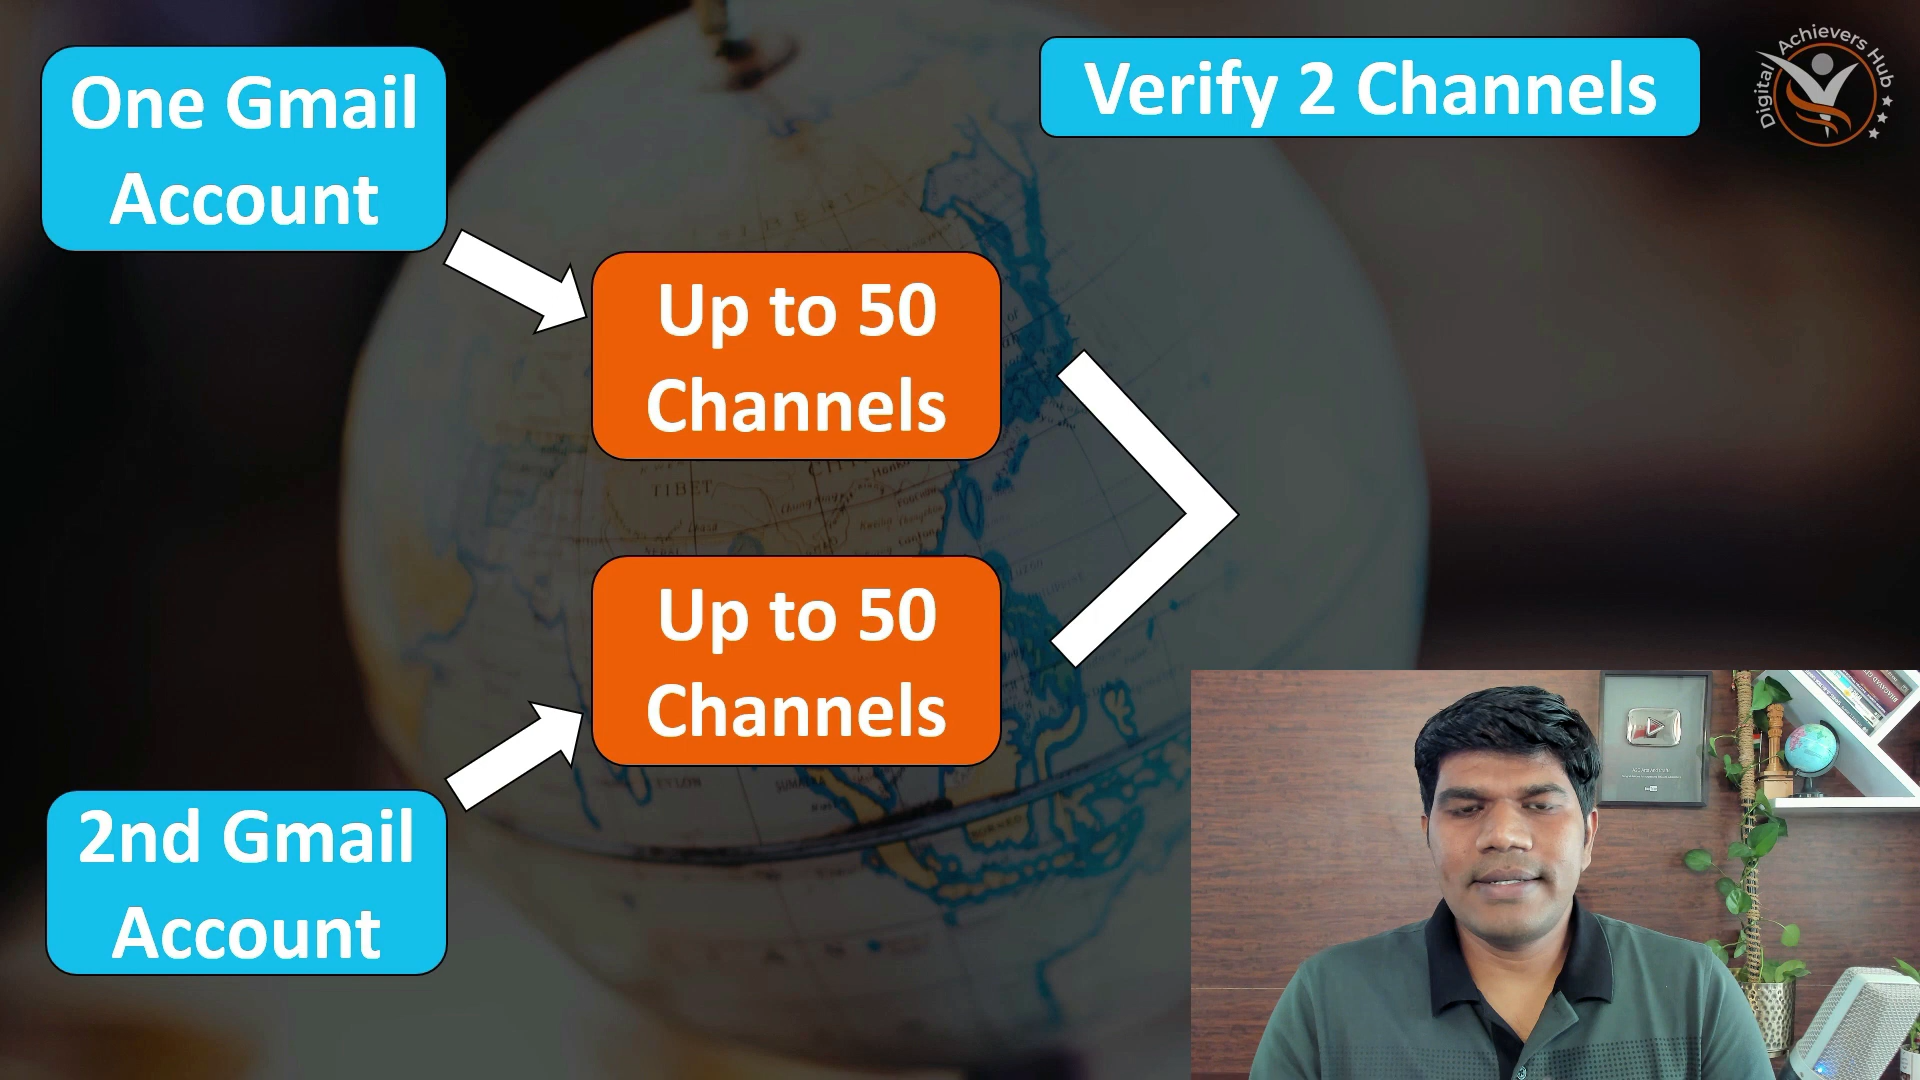 One Gmail
Account
Verify 2 Channels
Digital Achievers Hub
Up to 50
Channels
TIBET
Up to 50
Channels
2nd Gmail
Account